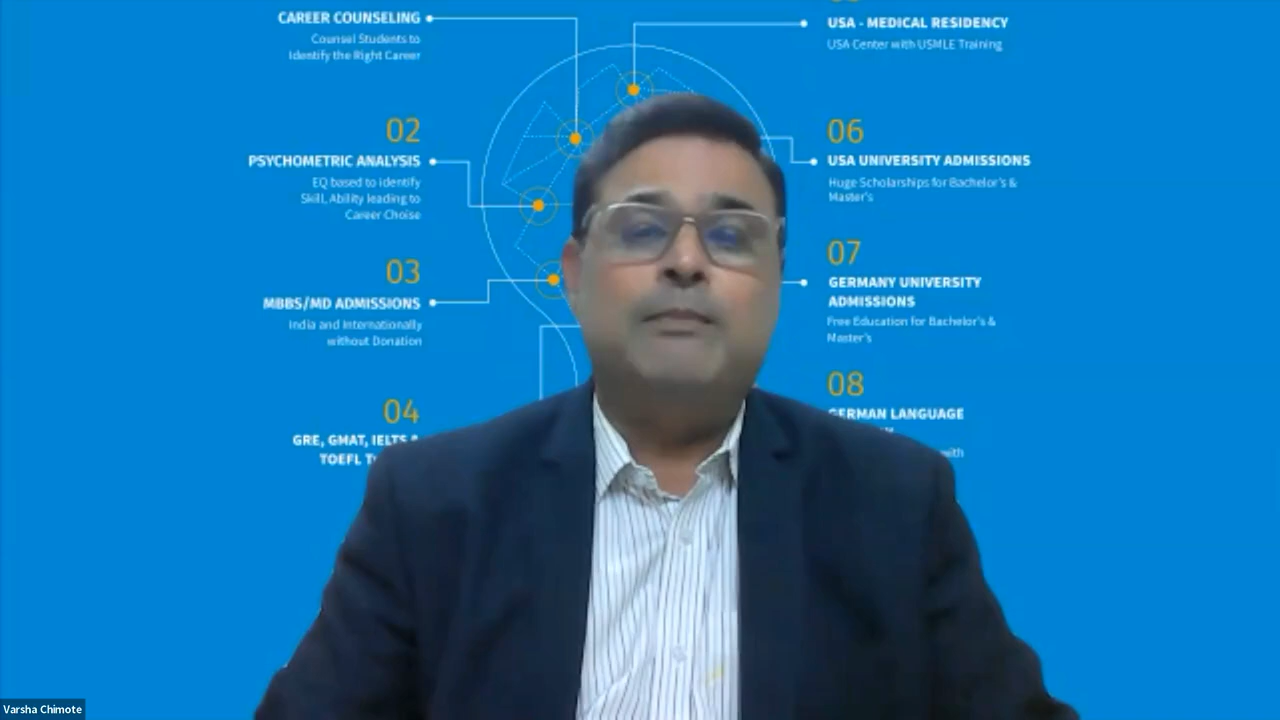 CAREER COUNSELING
Counsel Students to
Identify the Right Career
02
PSYCHOMETRIC ANALYSIS
EQ based to identify
Skill, Ability leading to
Career Choise
03
MBBS/MD ADMISSIONS
India and Internationally
without Donation
04
GRE, GMAT, IELTS &
TOEFL
USA - MEDICAL RESIDENCY
USA Center with USMLE Training
06
USA UNIVERSITY ADMISSIONS
Huge Scholarships for Bachelor's &
Master's
07
GERMANY UNIVERSITY
ADMISSIONS
Free Education for Bachelor's &
Master's
08
GERMAN LANGUAGE
with
Varsha Chimote